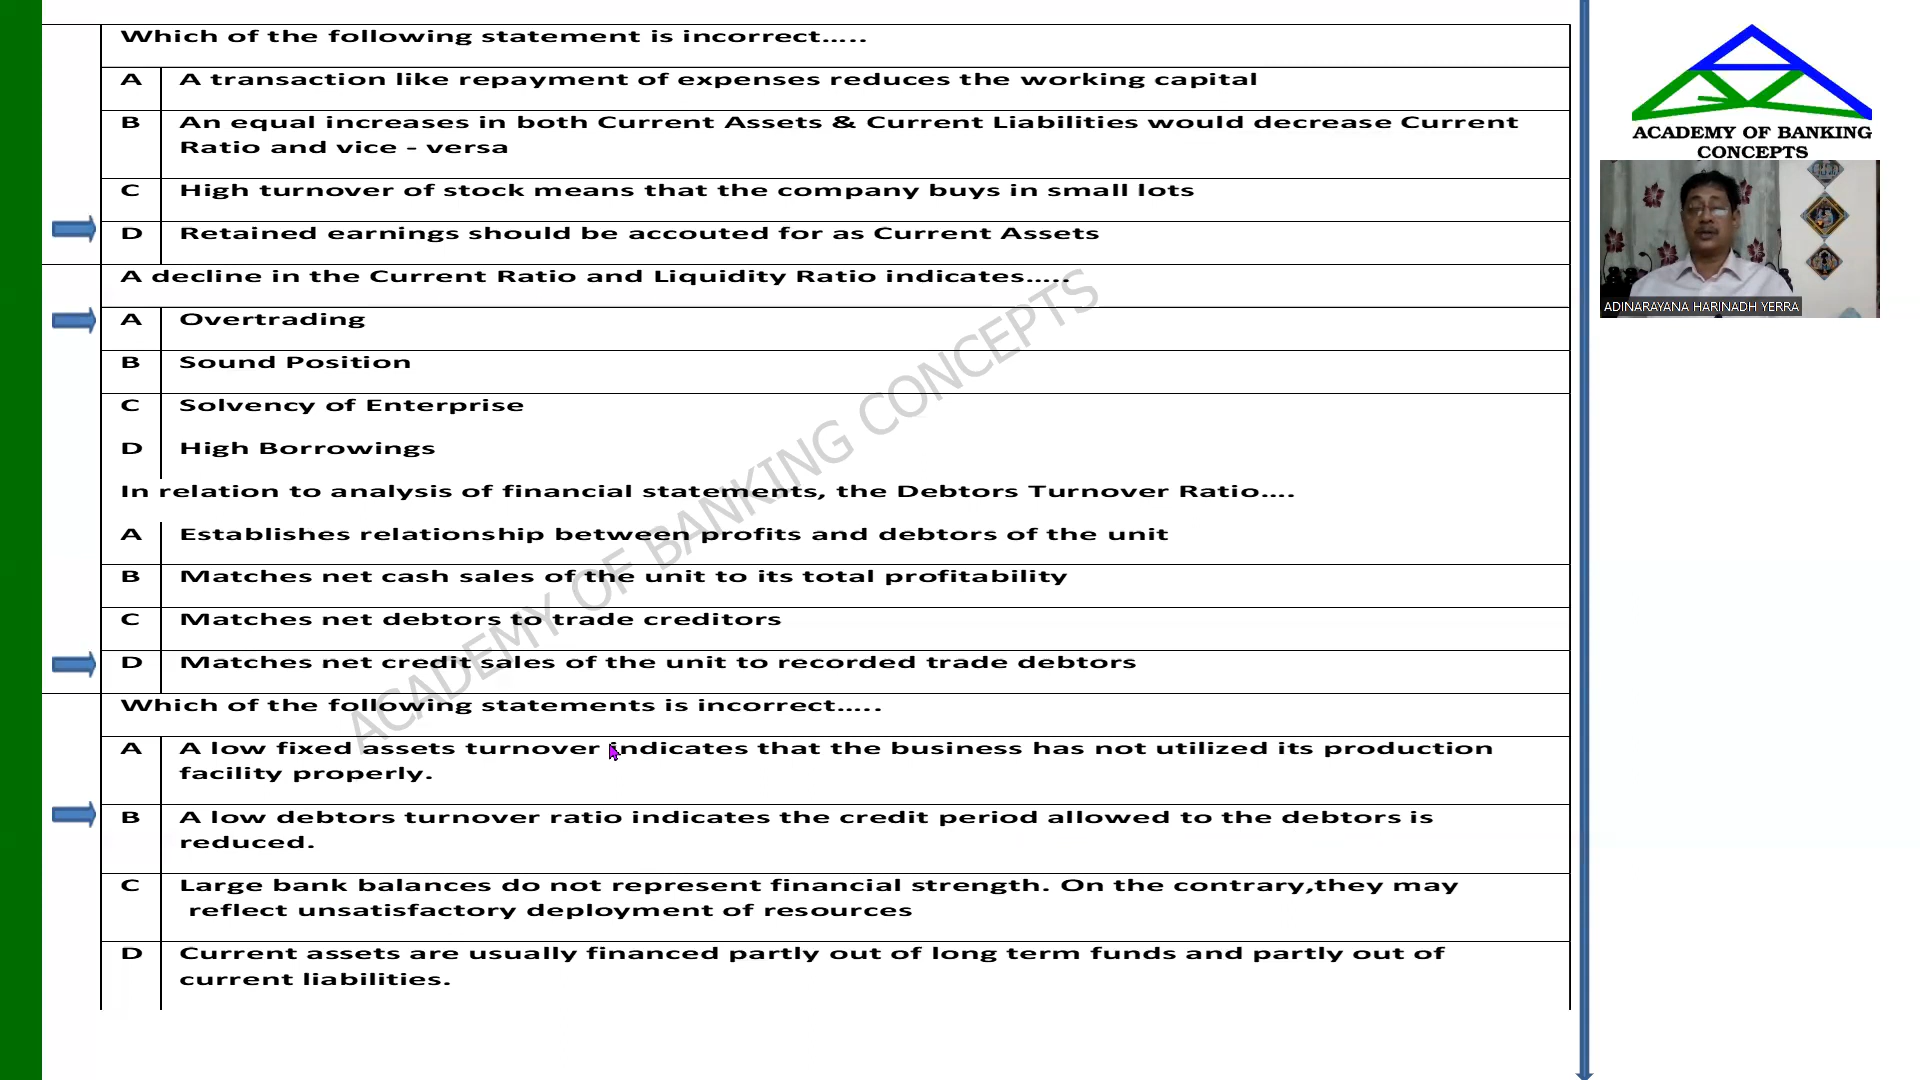 Which of the following statement is incorrect.....
A A transaction like repayment of expenses reduces the working capital
B An equal increases in both Current Assets & Current Liabilities would decrease Current
Ratio and vice - versa
C High turnover of stock means that the company buys in small lots
D Retained earnings should be accouted for as Current Assets
A decline in the Current Ratio and Liquidity Ratio indicates.....
A Overtrading
B Sound Position
C Solvency of Enterprise
D High Borrowings
In relation to analysis of financial statements, the Debtors Turnover Ratio....
A Establishes relationship between profits and debtors of the unit
B Matches net cash sales of the unit to its total profitability
C Matches net debtors to trade creditors
D Matches net credit sales of the unit to recorded trade debtors
Which of the following statements is incorrect.....
A A low fixed assets turnover indicates that the business has not utilized its production
facility properly.
B A low debtors turnover ratio indicates the credit period allowed to the debtors is
reduced.
C Large bank balances do not represent financial strength. On the contrary,they may
reflect unsatisfactory deployment of resources
D Current assets are usually financed partly out of long term funds and partly out of
current liabilities.
ACADEMY OF BANKING CONCEPTS
ACADEMY OF BANKING
CONCEPTS
ADINARAYANA HARINADH YERRA